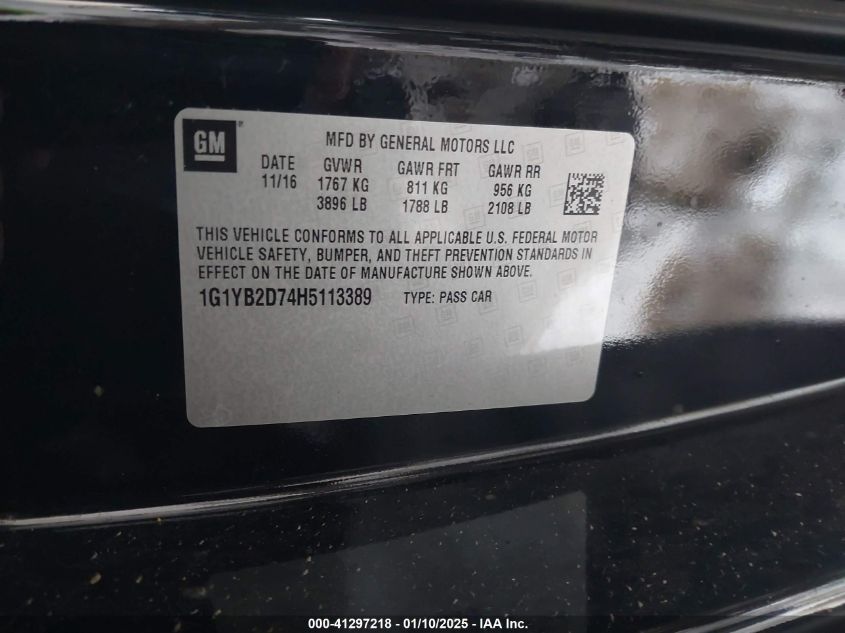 GM
MFD BY GENERAL MOTORS LLC
DATE GVWR GAWR FRT GAWR RR
11/16 1767 KG 811 KG 956 KG
3896 LB 1788 LB 2108 LB
THIS VEHICLE CONFORMS TO ALL APPLICABLE U.S. FEDERAL MOTOR
VEHICLE SAFETY, BUMPER, AND THEFT PREVENTION STANDARDS IN
EFFECT ON THE DATE OF MANUFACTURE SHOWN ABOVE.
1G1YB2D74H5113389 TYPE: PASS CAR
000-41297218 - 01/10/2025 - IAA Inc.